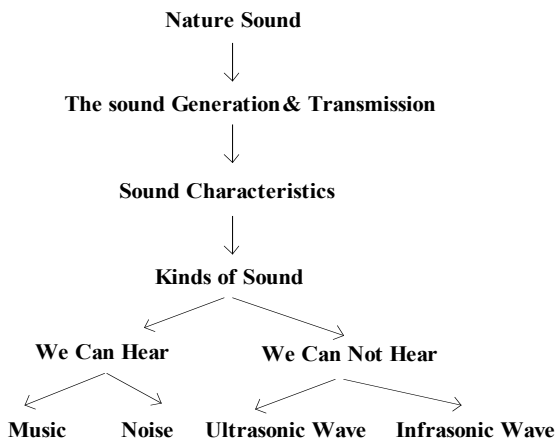 Nature Sound
The sound Generation& Transmission
Sound Characteristics
Kinds of Sound
We Can Hear
We Can Not Hear
Music
Noise
Ultrasonic Wave
Infrasonic Wave